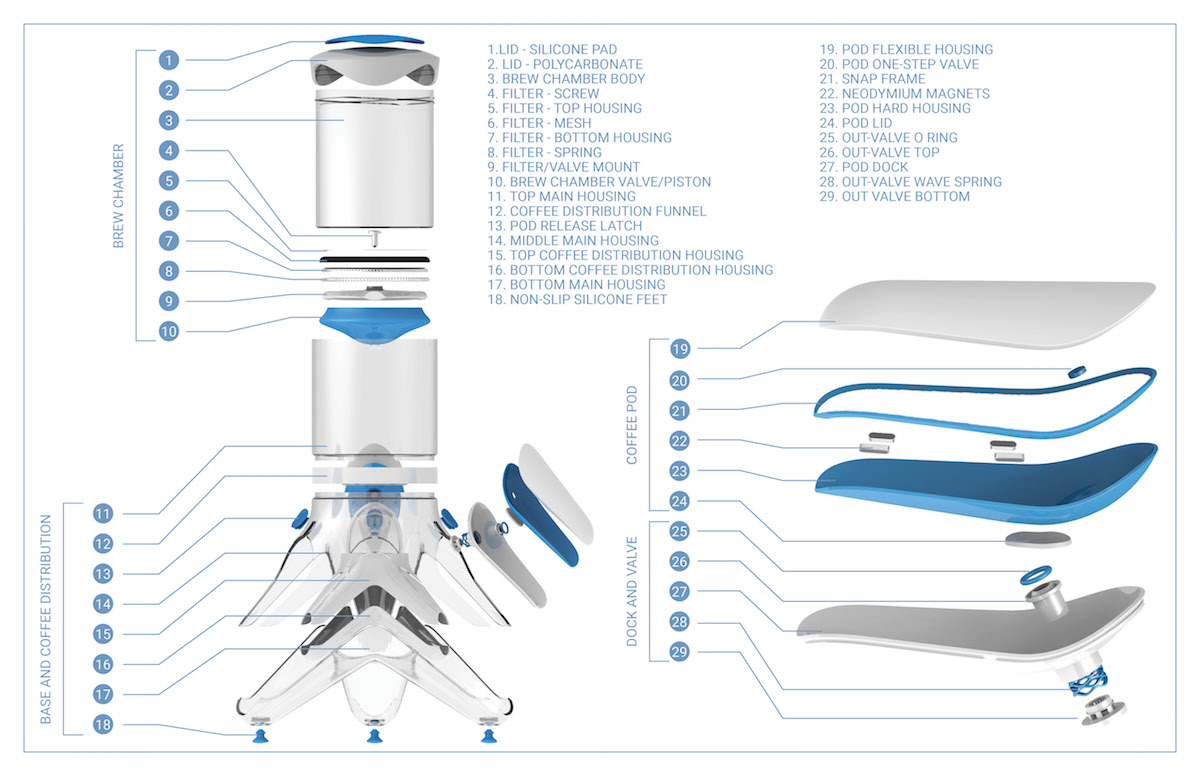 1.LID - SILICONE PAD
2. LID - POLYCARBONATE
3. BREW CHAMBER BODY
4. FILTER - SCREW
5. FILTER - TOP HOUSING
6. FILTER - MESH
7. FILTER - BOTTOM HOUSING
8. FILTER - SPRING
9. FILTER/VALVE MOUNT
10. BREW CHAMBER VALVE/PISTON
11. TOP MAIN HOUSING
12. COFFEE DISTRIBUTION FUNNEL
13. POD RELEASE LATCH
14. MIDDLE MAIN HOUSING
15. TOP COFFEE DISTRIBUTION HOUSING
16. BOTTOM COFFEE DISTRIBUTION HOUSING
17. BOTTOM MAIN HOUSING
18. NON-SLIP SILICONE FEET
19. POD FLEXIBLE HOUSING
20. POD ONE-STEP VALVE
21. SNAP FRAME
22. NEODYMIUM MAGNETS
23. POD HARD HOUSING
24. POD LID
25. OUT-VALVE O RING
26. OUT-VALVE TOP
27. POD DOCK
28. OUT-VALVE WAVE SPRING
29. OUT VALVE BOTTOM
BREW CHAMBER
1
2
3
4
5
6
7
8
9
10
BASE AND COFFEE DISTRIBUTION
11
12
13
14
15
16
17
18
COFFEE POD
19
20
21
22
23
24
DOCK AND VALVE
25
26
27
28
29